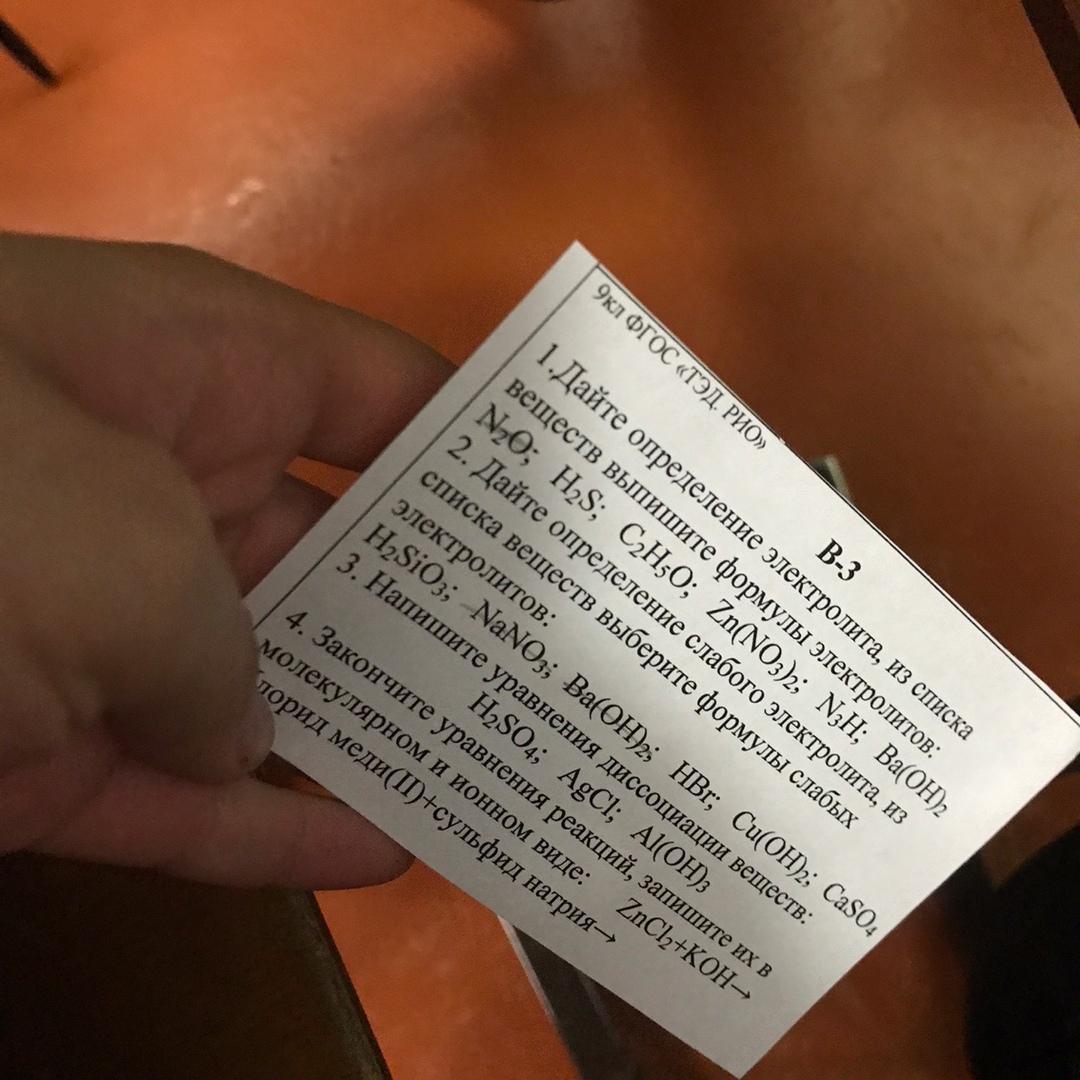 9кл ФГОС «ТЭД. РИО»
В-3
1.Дайте определение электролита, из списка
веществ выпишите формулы электролитов:
N₂O; H₂S; C₂H₅O; Zn(NO₃)₂; N₃H; Ba(OH)₂
2. Дайте определение слабого электролита, из
списка веществ выберите формулы слабых
электролитов:
H₂SiO₃; NaNO₃; Ba(OH)₂; HBr; Cu(OH)₂; CaSO₄
3. Напишите уравнения диссоциации веществ:
H₂SO₄; AgCl; Al(OH)₃
4. Закончите уравнения реакций, запишите их в
молекулярном и ионном виде: ZnCl₂+KOH→
лорид меди(II)+сульфид натрия→